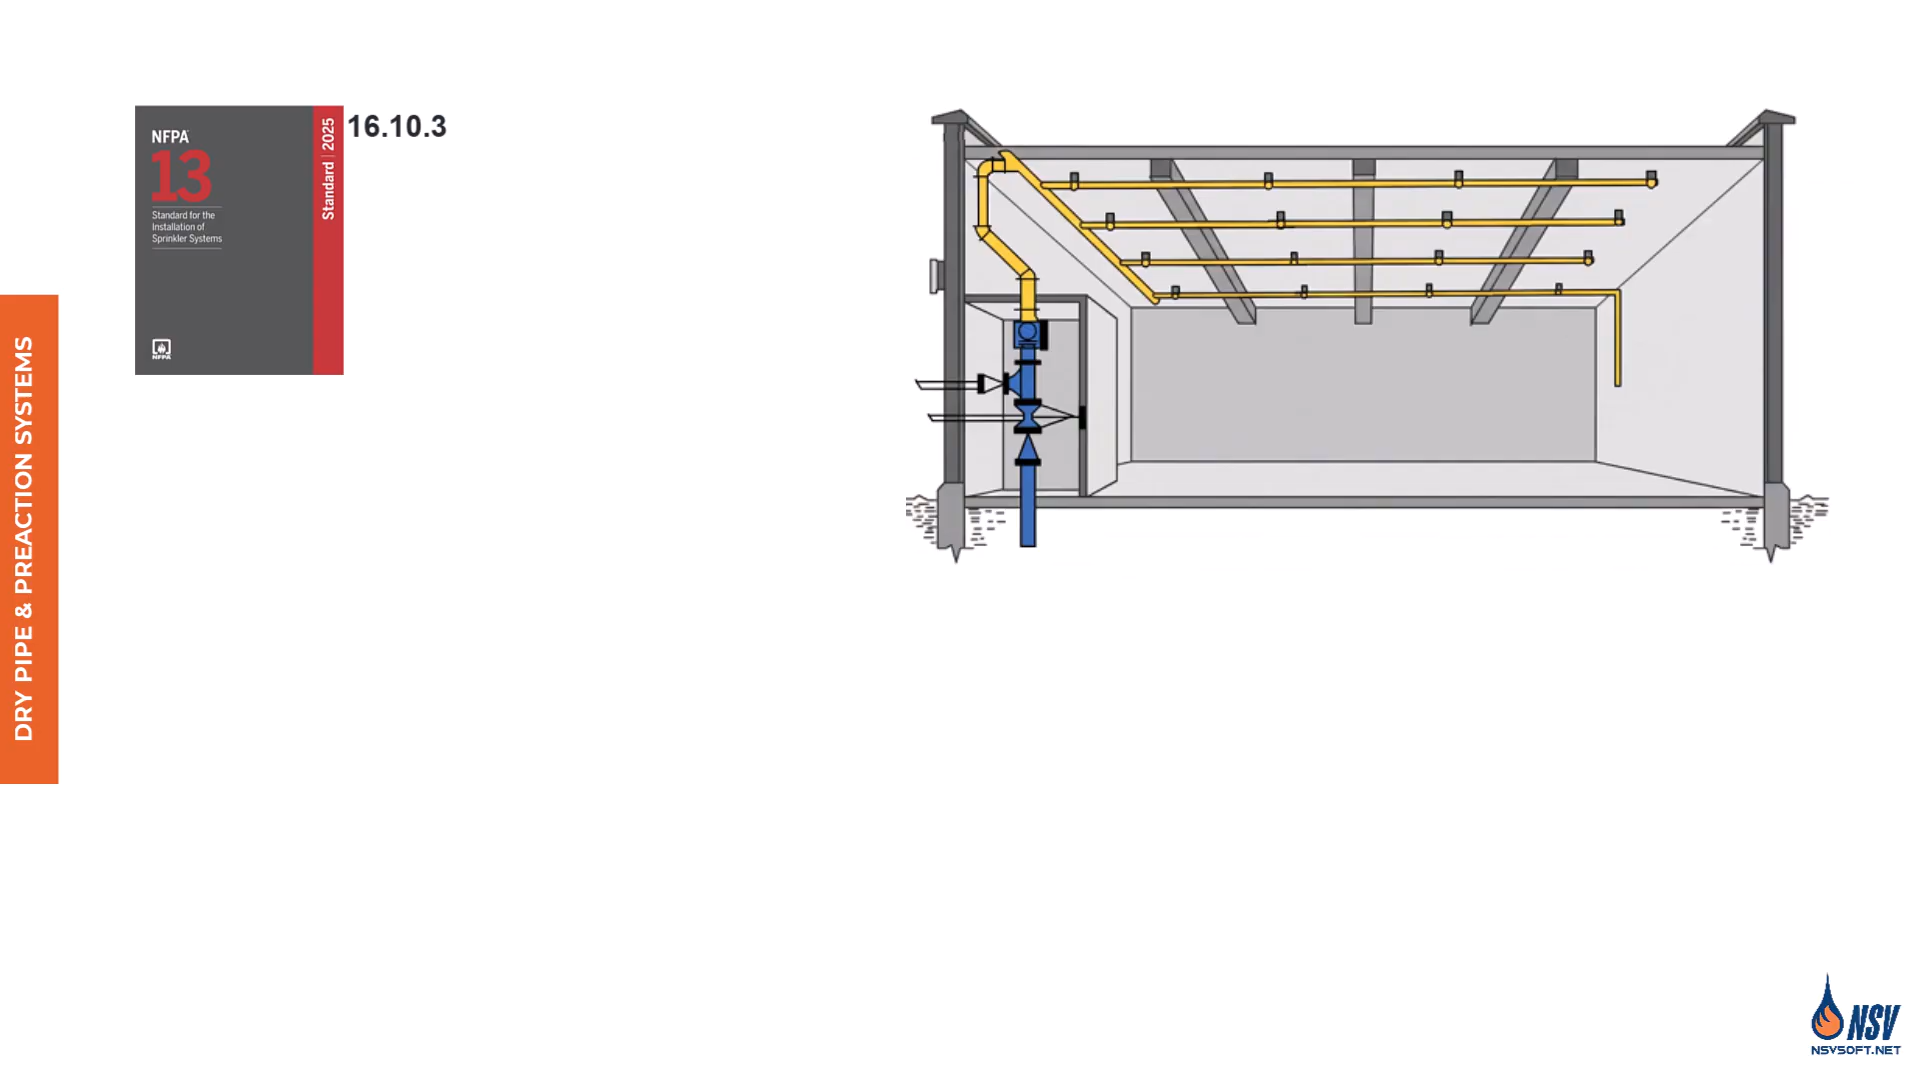 NFPA
13
Standard for the
Installation of
Sprinkler Systems
NFPA
Standard | 2025
16.10.3
DRY PIPE & PREACTION SYSTEMS
NSV
NSVSOFT.NET